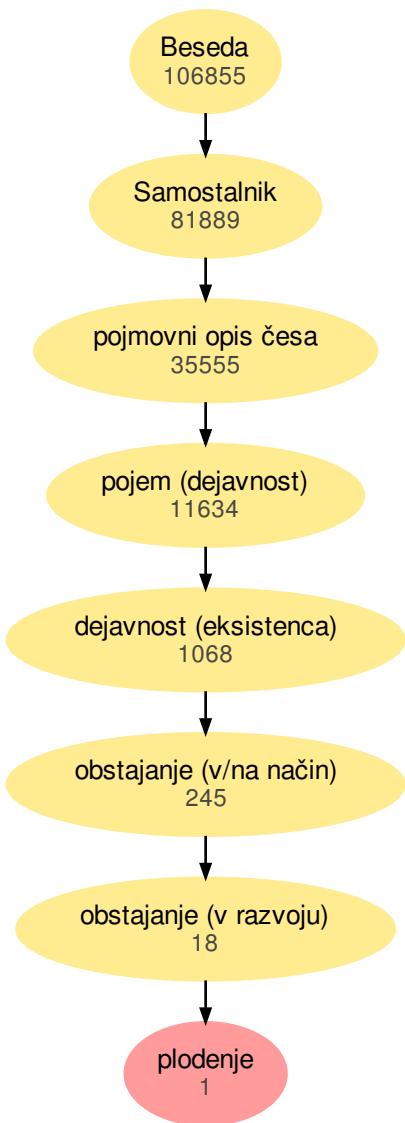 Beseda
106855
Samostalnik
81889
pojmovni opis česa
35555
pojem (dejavnost)
11634
dejavnost (eksistenca)
1068
obstajanje (v/na način)
245
obstajanje (v razvoju)
18
plodenje
1